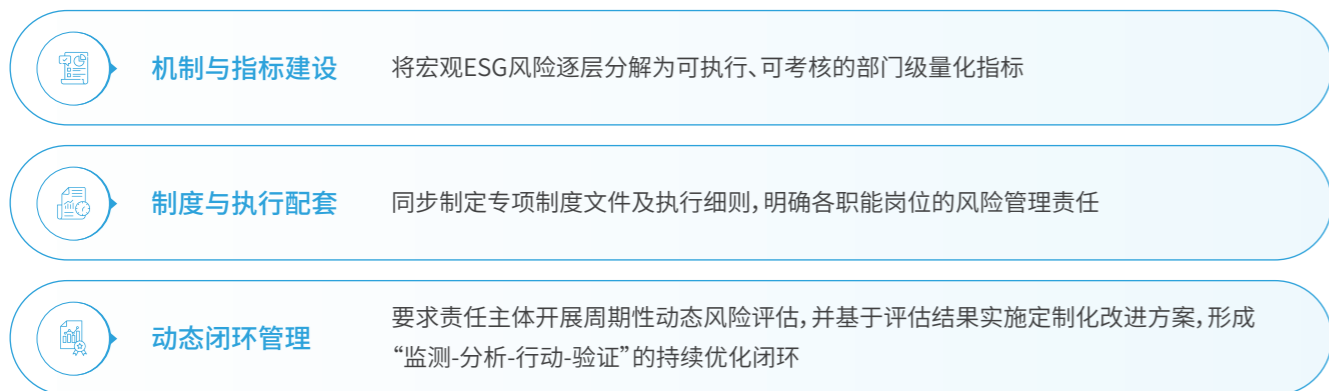 机制与指标建设
将宏观ESG风险逐层分解为可执行、可考核的部门级量化指标
制度与执行配套
同步制定专项制度文件及执行细则，明确各职能岗位的风险管理责任
动态闭环管理
要求责任主体开展周期性动态风险评估，并基于评估结果实施定制化改进方案，形成
“监测-分析-行动-验证”的持续优化闭环